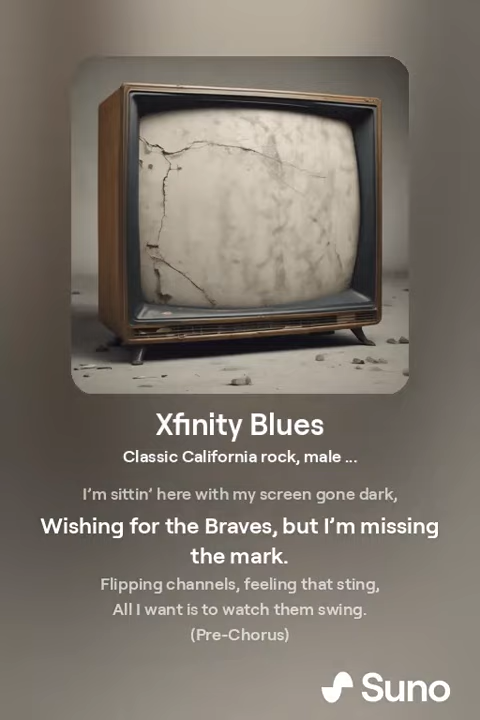 Xfinity Blues
Classic California rock, male ...
I'm sittin' here with my screen gone dark,
Wishing for the Braves, but I'm missing
the mark.
Flipping channels, feeling that sting,
All I want is to watch them swing.
(Pre-Chorus)
Suno